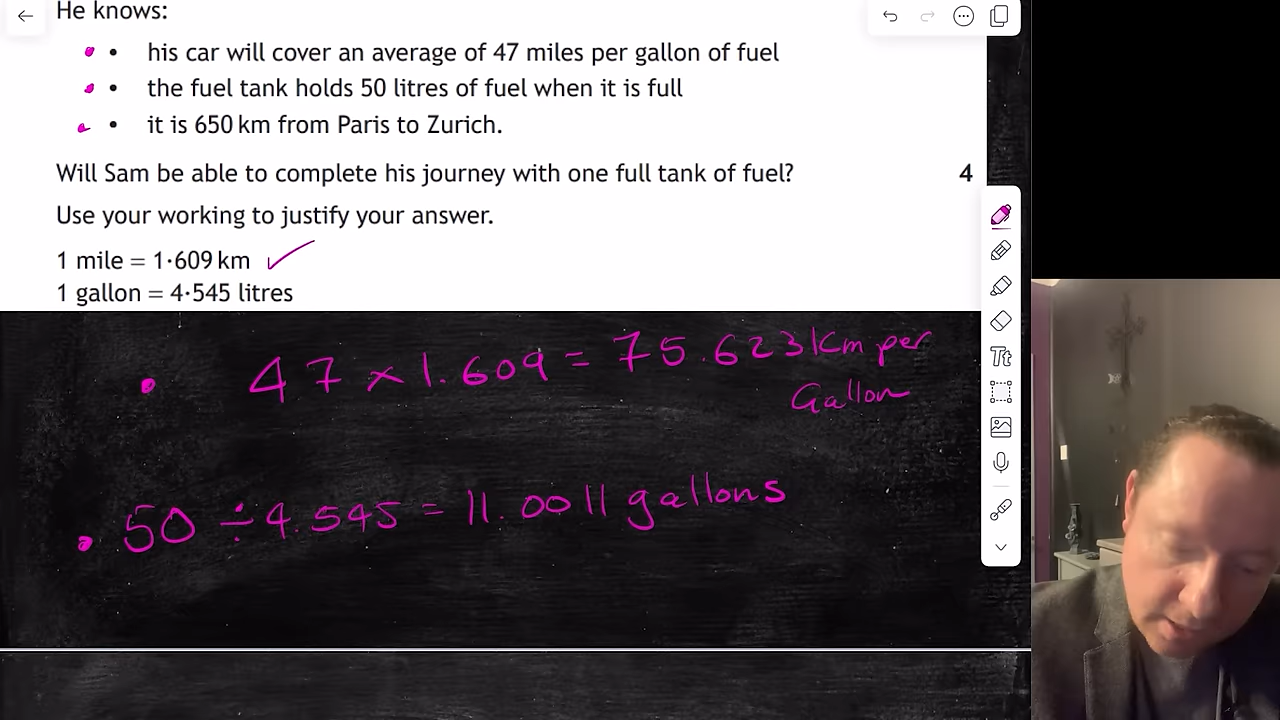 He knows:
• his car will cover an average of 47 miles per gallon of fuel
• the fuel tank holds 50 litres of fuel when it is full
• it is 650 km from Paris to Zurich.
Will Sam be able to complete his journey with one full tank of fuel? 4
Use your working to justify your answer.
1 mile = 1·609 km
1 gallon = 4·545 litres
• 47 × 1.609 = 75.623 Km per
Gallon
• 50 ÷ 4.545 = 11.0011 gallons
Tt